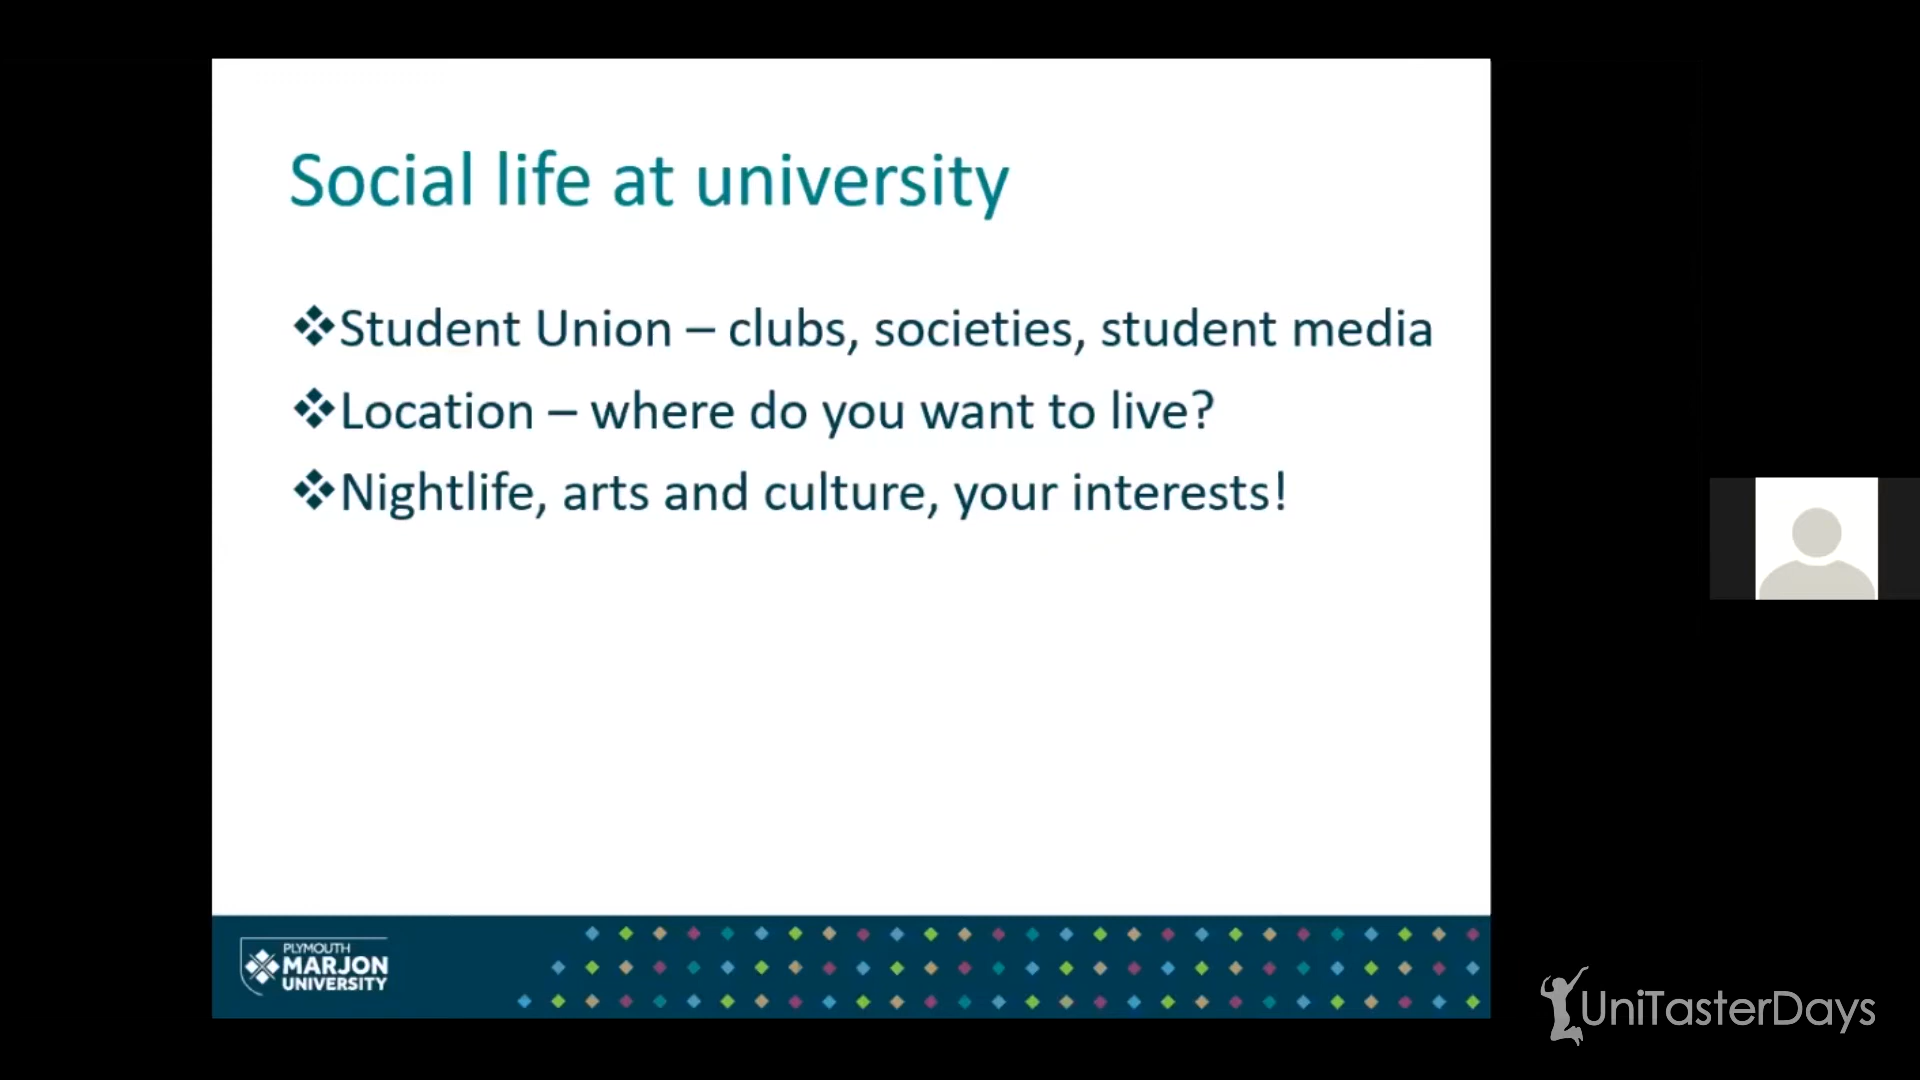 Social life at university
❖Student Union – clubs, societies, student media
❖Location – where do you want to live?
❖Nightlife, arts and culture, your interests!
PLYMOUTH
MARJON
UNIVERSITY
UniTasterDays